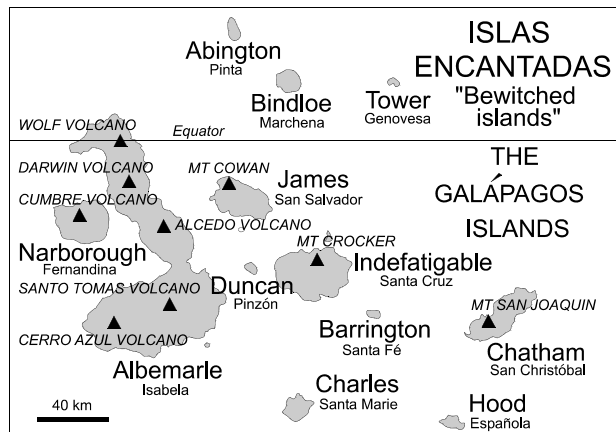 Abington
Pinta
Bindloe
Marchena
Tower
Genovesa
ISLAS
ENCANTADAS
"Bewitched
islands"
WOLF VOLCANO
Equator
THE
GALÁPAGOS
ISLANDS
DARWIN VOLCANO
MT COWAN
James
San Salvador
CUMBRE VOLCANO
ALCEDO VOLCANO
Narborough
Fernandina
MT CROCKER
Indefatigable
Santa Cruz
Duncan
Pinzón
SANTO TOMAS VOLCANO
CERRO AZUL VOLCANO
Albemarle
Isabela
Barrington
Santa Fé
MT SAN JOAQUIN
Chatham
San Christóbal
Charles
Santa Marie
Hood
Española
40 km